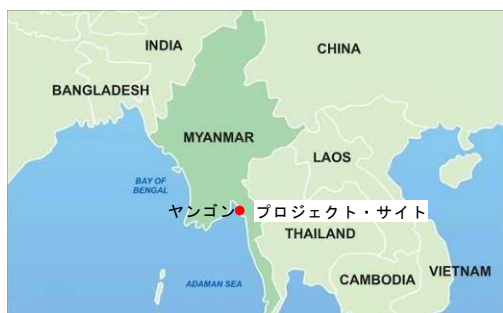 INDIA
CHINA
BANGLADESH
MYANMAR
LAOS
BAY OF
BENGAL
ヤンゴン プロジェクト・サイト
THAILAND
ADAMAN SEA
CAMBODIA
VIETNAM